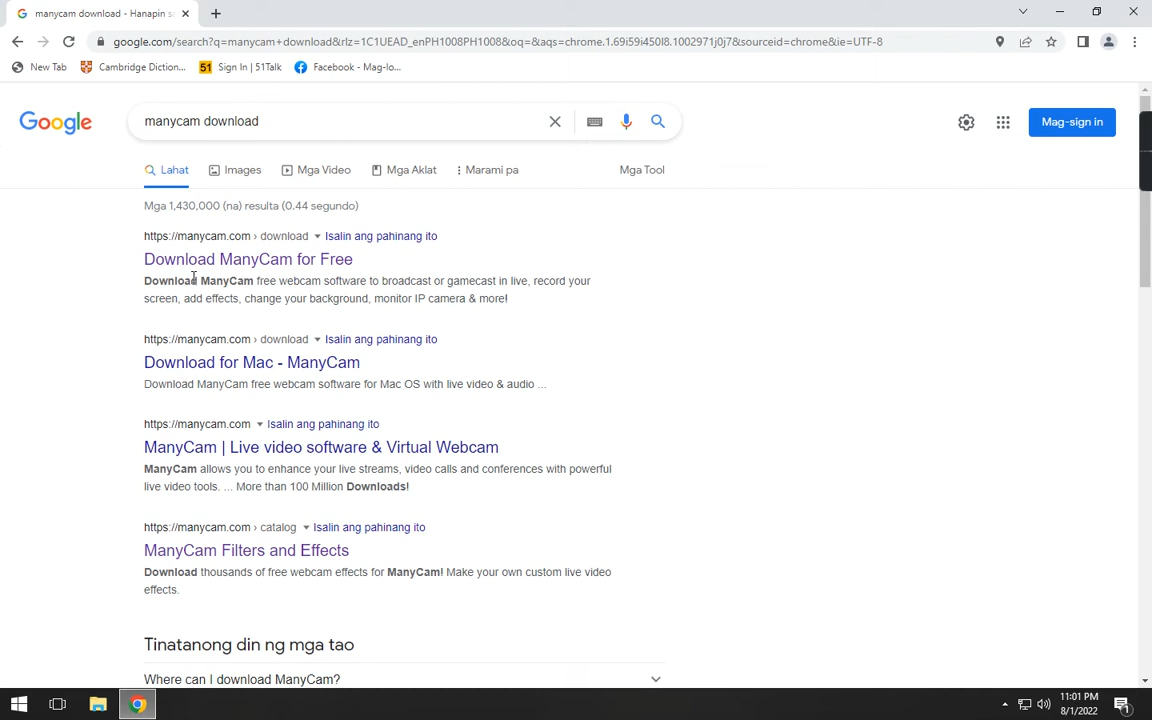 manycam download - Hanapin sa
google.com/search?q=manycam+download&rlz=1C1UEAD_enPH1008PH1008&oq=&aqs=chrome.1.69i59i450l8.1002971j0j7&sourceid=chrome&ie=UTF-8
New Tab Cambridge Diction... 51 Sign In | 51Talk Facebook - Mag-lo...
Google manycam download Mag-sign in
Lahat Images Mga Video Mga Aklat Marami pa Mga Tool
Mga 1,430,000 (na) resulta (0.44 segundo)
https://manycam.com › download Isalin ang pahinang ito
Download ManyCam for Free
Download ManyCam free webcam software to broadcast or gamecast in live, record your
screen, add effects, change your background, monitor IP camera & more!
https://manycam.com › download Isalin ang pahinang ito
Download for Mac - ManyCam
Download ManyCam free webcam software for Mac OS with live video & audio ...
https://manycam.com Isalin ang pahinang ito
ManyCam | Live video software & Virtual Webcam
ManyCam allows you to enhance your live streams, video calls and conferences with powerful
live video tools. ... More than 100 Million Downloads!
https://manycam.com › catalog Isalin ang pahinang ito
ManyCam Filters and Effects
Download thousands of free webcam effects for ManyCam! Make your own custom live video
effects.
Tinatanong din ng mga tao
Where can I download ManyCam?
11:01 PM
8/1/2022
1